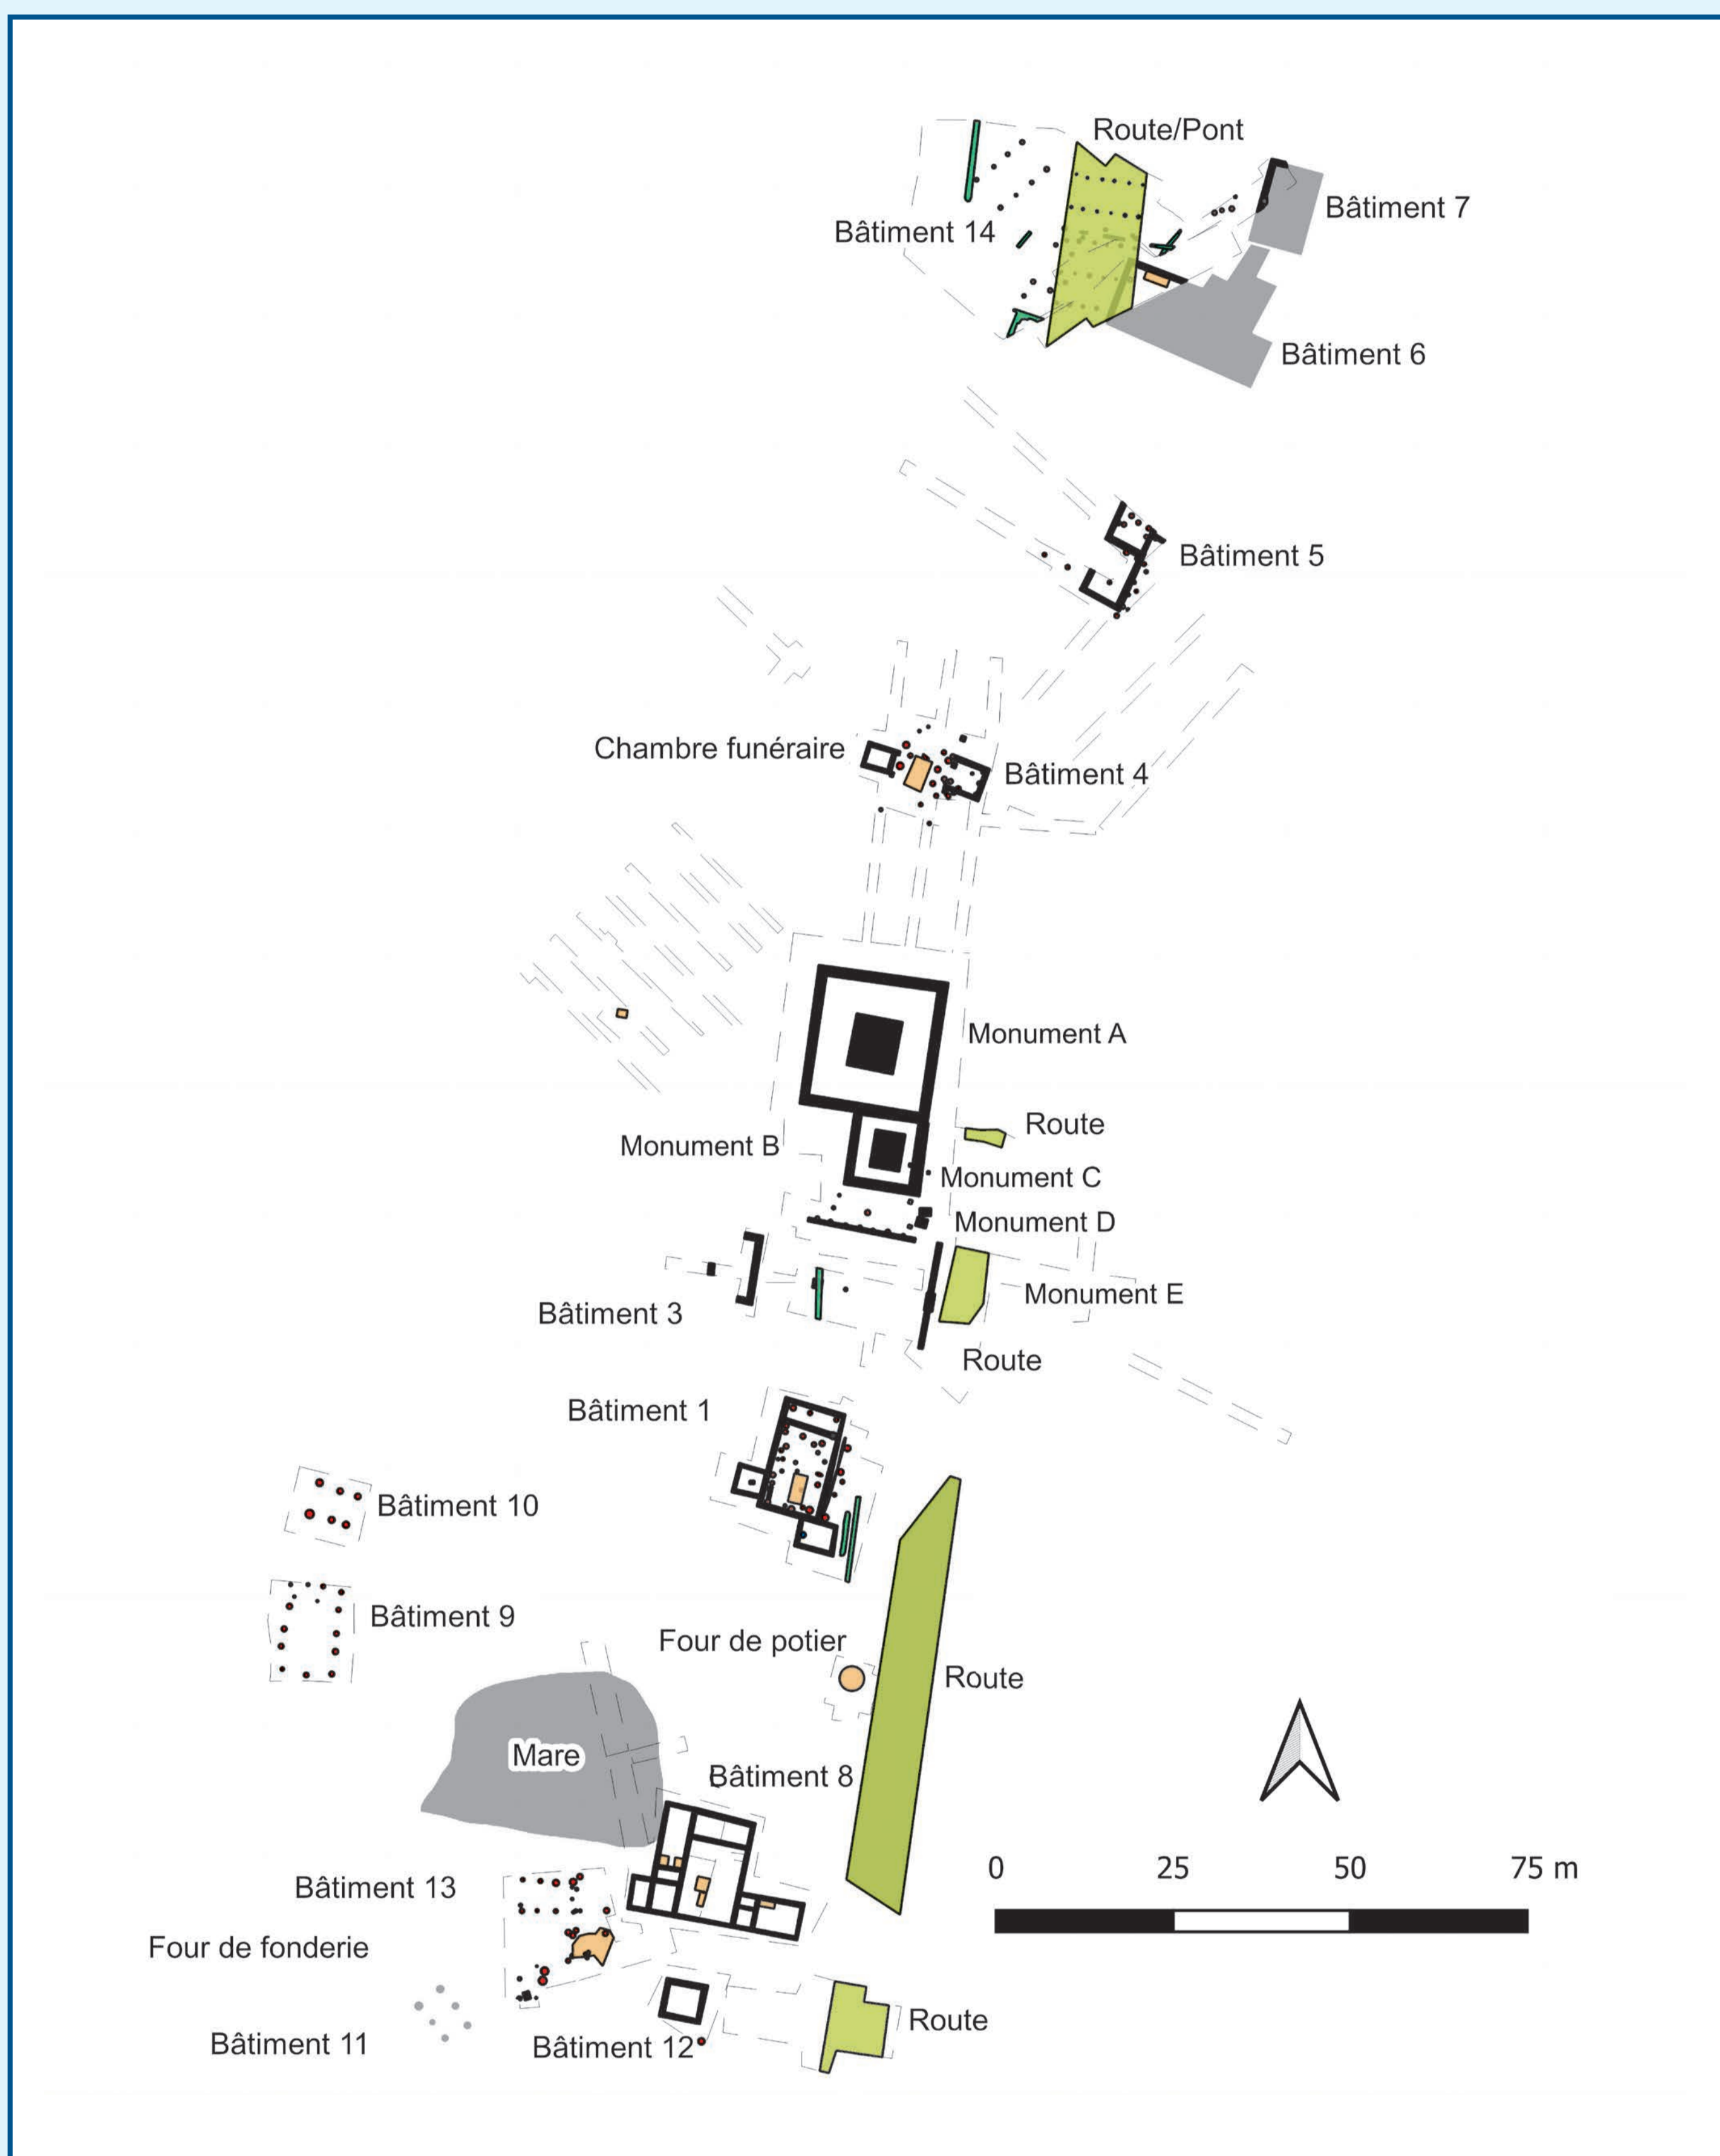 Route/Pont
Bâtiment 7
Bâtiment 14
Bâtiment 6
Bâtiment 5
Chambre funéraire
Bâtiment 4
Monument A
Route
Monument B
Monument C
Monument D
Monument E
Bâtiment 3
Route
Bâtiment 1
Bâtiment 10
Bâtiment 9
Four de potier
Route
Mare
Bâtiment 8
0 25 50 75 m
Bâtiment 13
Four de fonderie
Route
Bâtiment 11
Bâtiment 12